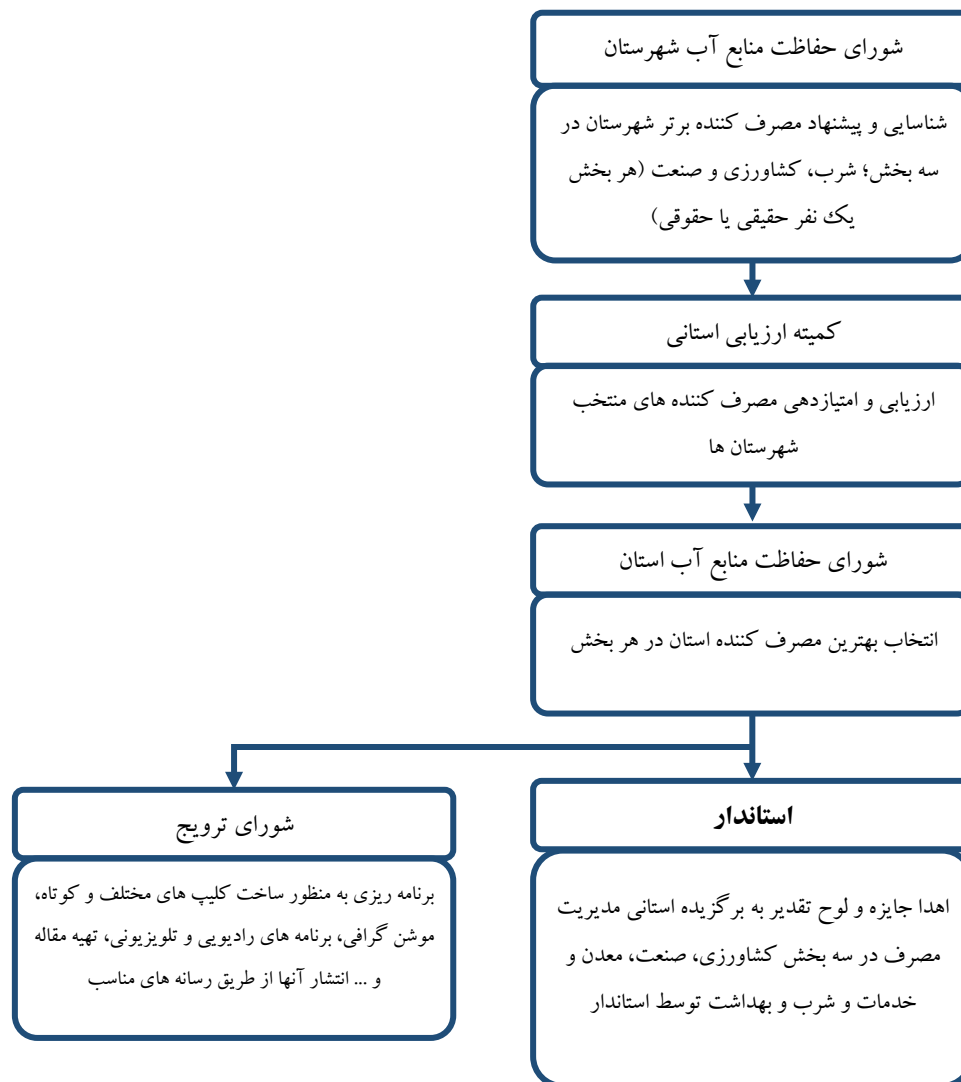 شورای حفاظت منابع آب شهرستان
شناسایی و پیشنهاد مصرف کننده برتر شهرستان در
سه بخش؛ شرب، کشاورزی و صنعت (هر بخش
یک نفر حقیقی یا حقوقی)
کمیته ارزیابی استانی
ارزیابی و امتیازدهی مصرف کننده های منتخب
شهرستان ها
شورای حفاظت منابع آب استان
انتخاب بهترین مصرف کننده استان در هر بخش
استاندار
اهدا جایزه و لوح تقدیر به برگزیده استانی مدیریت
مصرف در سه بخش کشاورزی، صنعت، معدن و
خدمات و شرب و بهداشت توسط استاندار
شورای ترویج
برنامه ریزی به منظور ساخت کلیپ های مختلف و کوتاه،
موشن گرافی، برنامه های رادیویی و تلویزیونی، تهیه مقاله
و ... انتشار آنها از طریق رسانه های مناسب